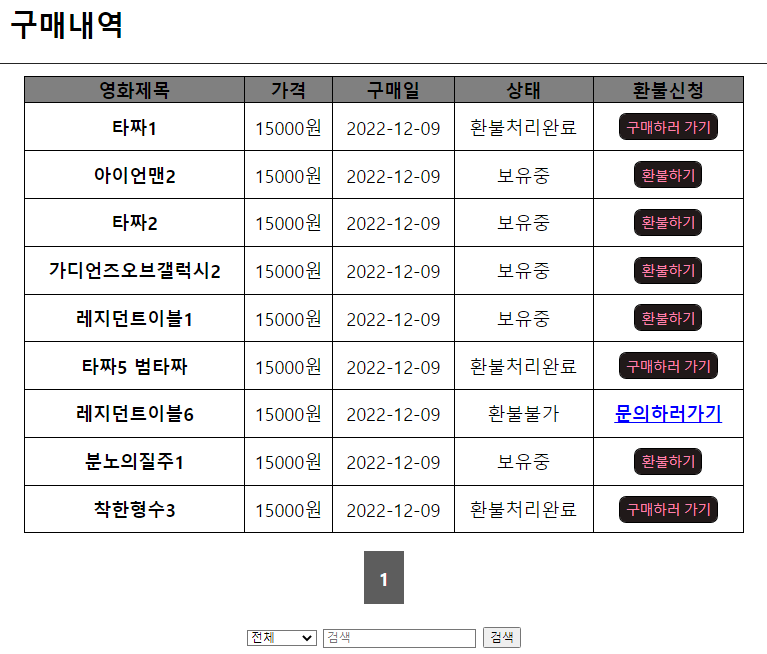 구매내역
영화제목 가격 구매일 상태 환불신청
타짜1 15000원 2022-12-09 환불처리완료 구매하러 가기
아이언맨2 15000원 2022-12-09 보유중 환불하기
타짜2 15000원 2022-12-09 보유중 환불하기
가디언즈오브갤럭시2 15000원 2022-12-09 보유중 환불하기
레지던트이블1 15000원 2022-12-09 보유중 환불하기
타짜5 범타짜 15000원 2022-12-09 환불처리완료 구매하러 가기
레지던트이블6 15000원 2022-12-09 환불불가 문의하러가기
분노의질주1 15000원 2022-12-09 보유중 환불하기
착한형수3 15000원 2022-12-09 환불처리완료 구매하러 가기
1
전체 검색 검색